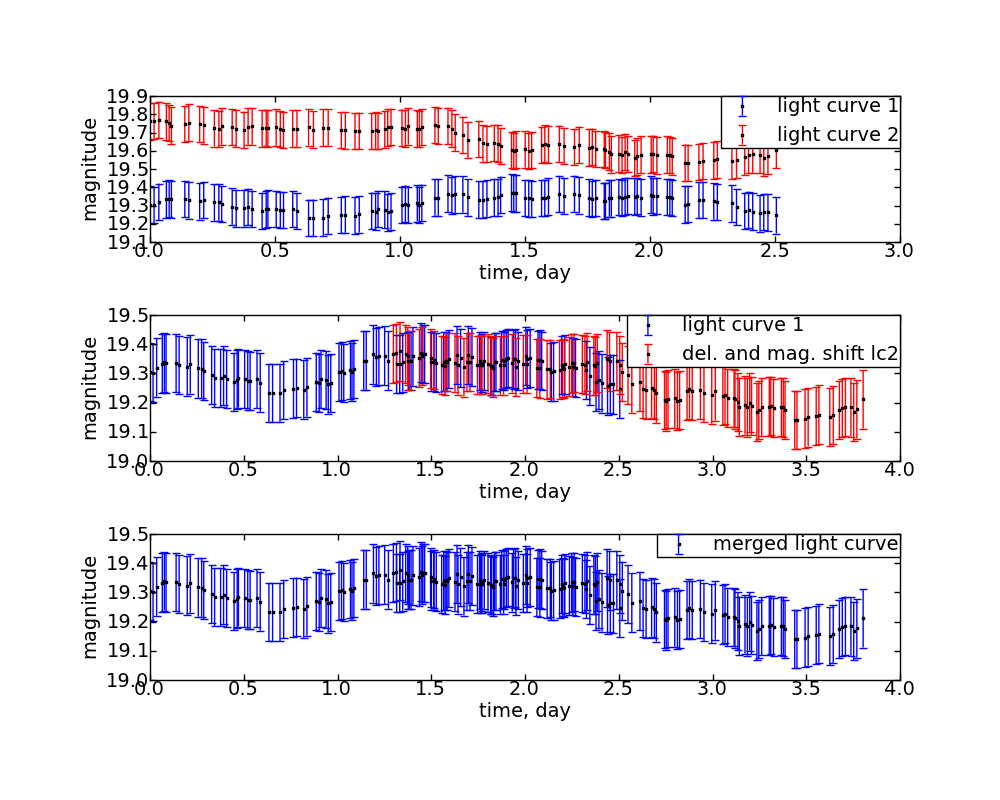 19.9
19.8
19.7
19.6
19.5
19.4
19.3
19.2
19.1
magnitude
light curve 1
light curve 2
0.0 0.5 1.0 1.5 2.0 2.5 3.0
time, day
19.5
19.4
19.3
19.2
19.1
19.0
magnitude
light curve 1
del. and mag. shift lc2
0.0 0.5 1.0 1.5 2.0 2.5 3.0 3.5 4.0
time, day
19.5
19.4
19.3
19.2
19.1
19.0
magnitude
merged light curve
0.0 0.5 1.0 1.5 2.0 2.5 3.0 3.5 4.0
time, day